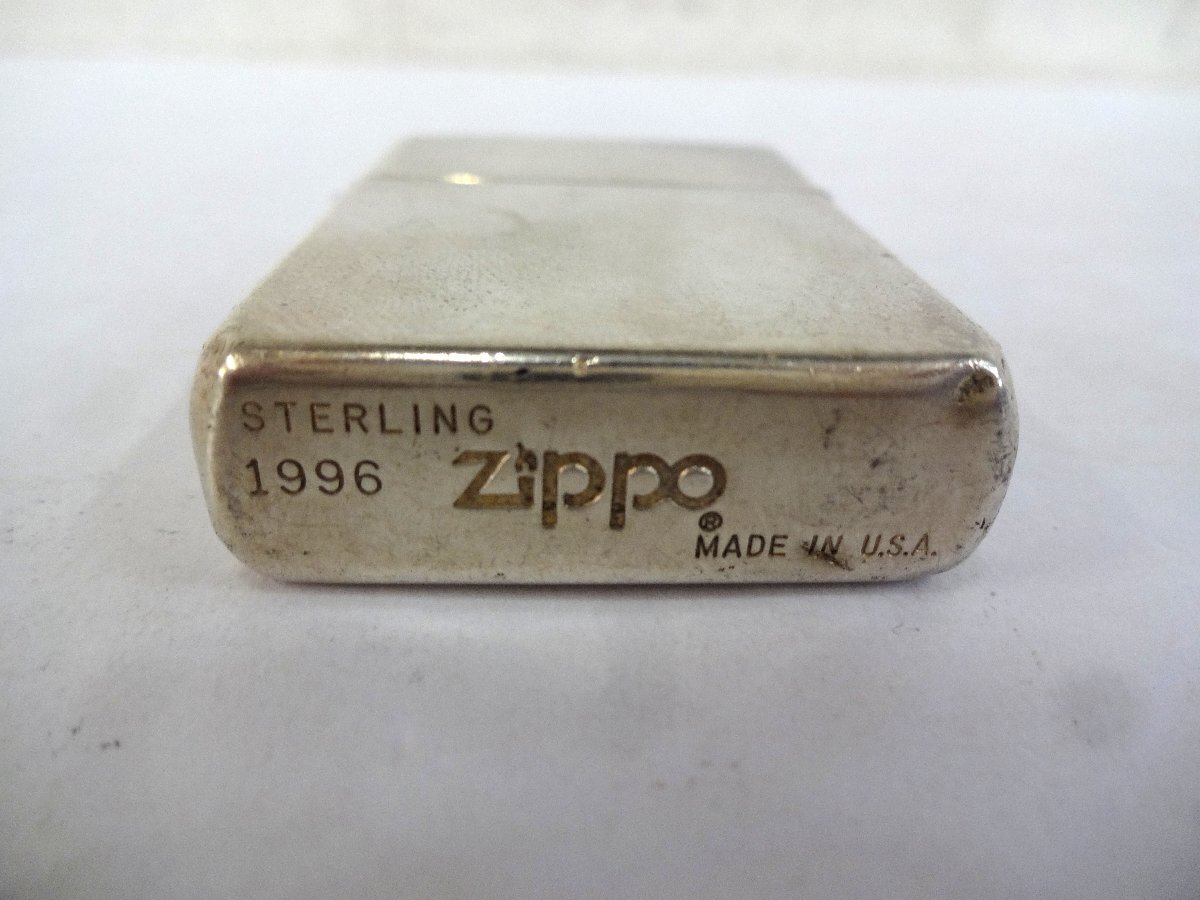 STERLING
1996 Zippo®
MADE IN U.S.A.